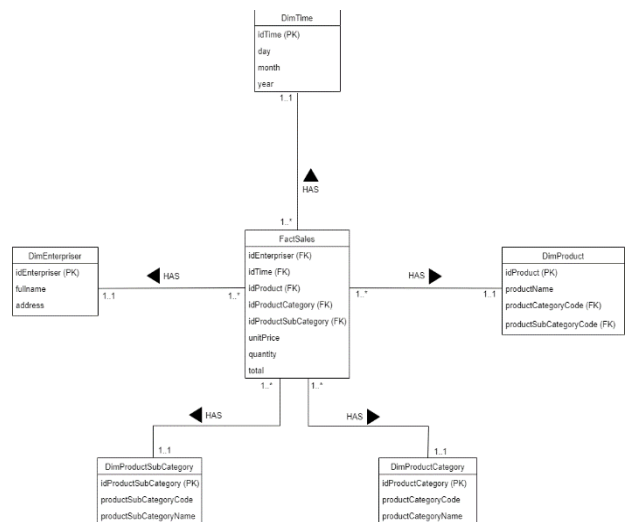 DimTime
idTime (PK)
day
month
year
1..1
HAS
1..*
DimEnterpriser
idEnterpriser (PK)
fullname
address
1..1
HAS
1..*
FactSales
idEnterpriser (FK)
idTime (FK)
idProduct (FK)
idProductCategory (FK)
idProductSubCategory (FK)
unitPrice
quantity
total
1..*
HAS
1..1
DimProduct
idProduct (PK)
productName
productCategoryCode (FK)
productSubCategoryCode (FK)
1..*
1..*
HAS
HAS
1..1
1..1
DimProductSubCategory
idProductSubCategory (PK)
productSubCategoryCode
productSubCategoryName
DimProductCategory
idProductCategory (PK)
productCategoryCode
productCategoryName